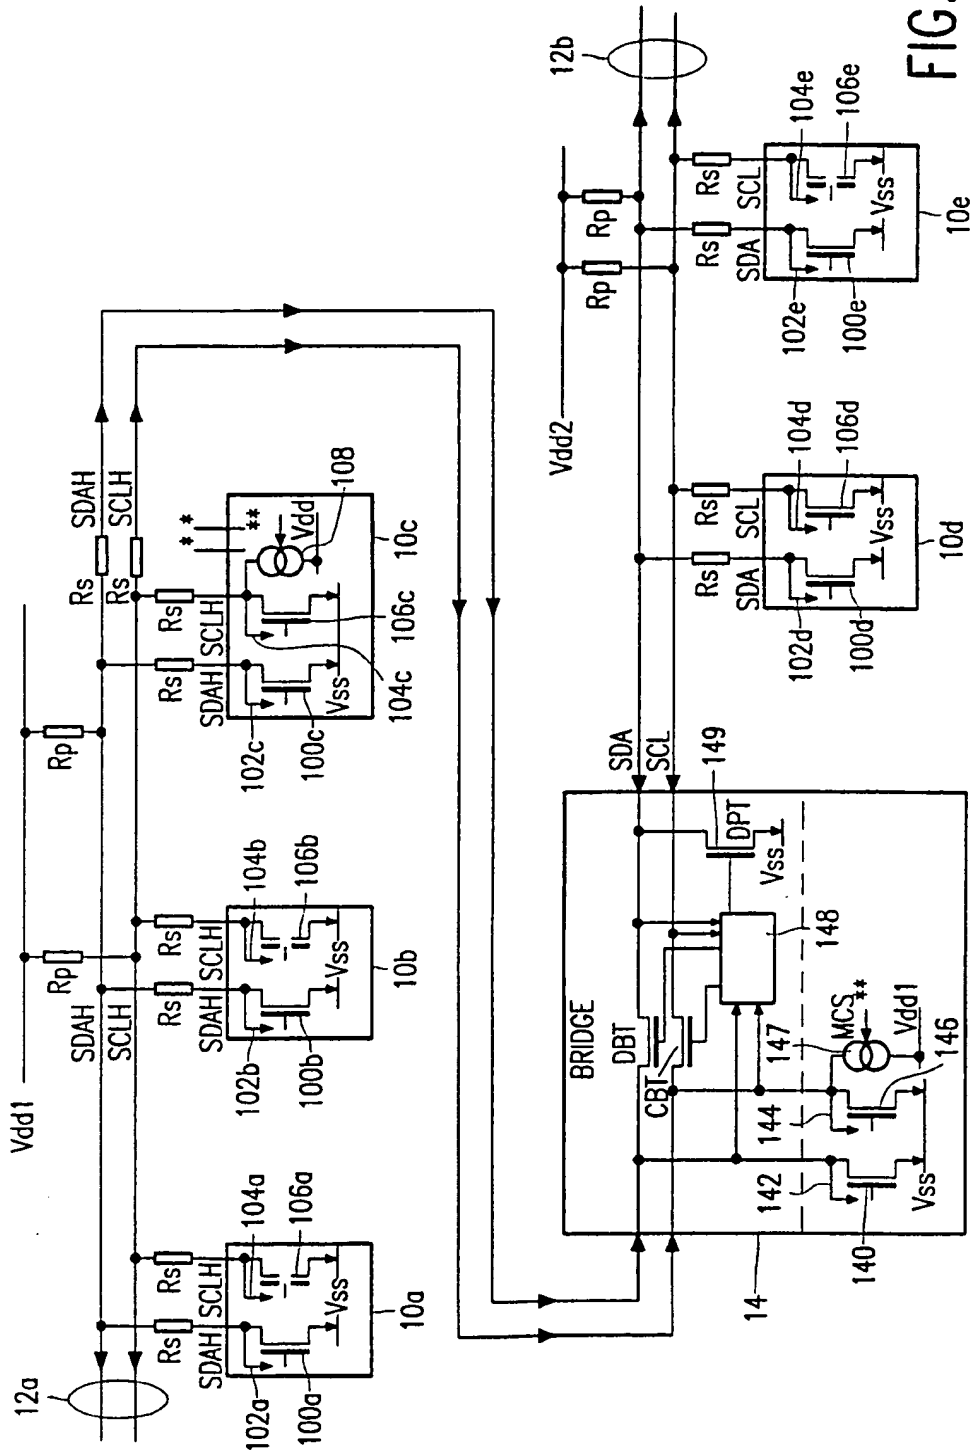 FIG.
12a
Vdd1
SDAH
SCLH
Rp
Rp
Rs
Rs
SDAH
SCLH
Rs
SDAH
Rs
SCLH
102a
104a
100a
106a
Vss
10a
Rs
SDAH
Rs
SCLH
102b
104b
100b
106b
Vss
10b
Rs
SDAH
Rs
SCLH
102c
100c
104c
106c
Vss
Vdd
*
*
**
108
10c
BRIDGE
DBT
CBT
SDA
SCL
149
DPT
Vss
148
142
144
147
MCS
**
Vdd1
146
Vss
140
14
Vdd2
Rp
Rp
12b
Rs
SDA
Rs
SCL
102d
104d
100d
106d
Vss
10d
Rs
SDA
Rs
SCL
102e
104e
100e
106e
Vss
10e